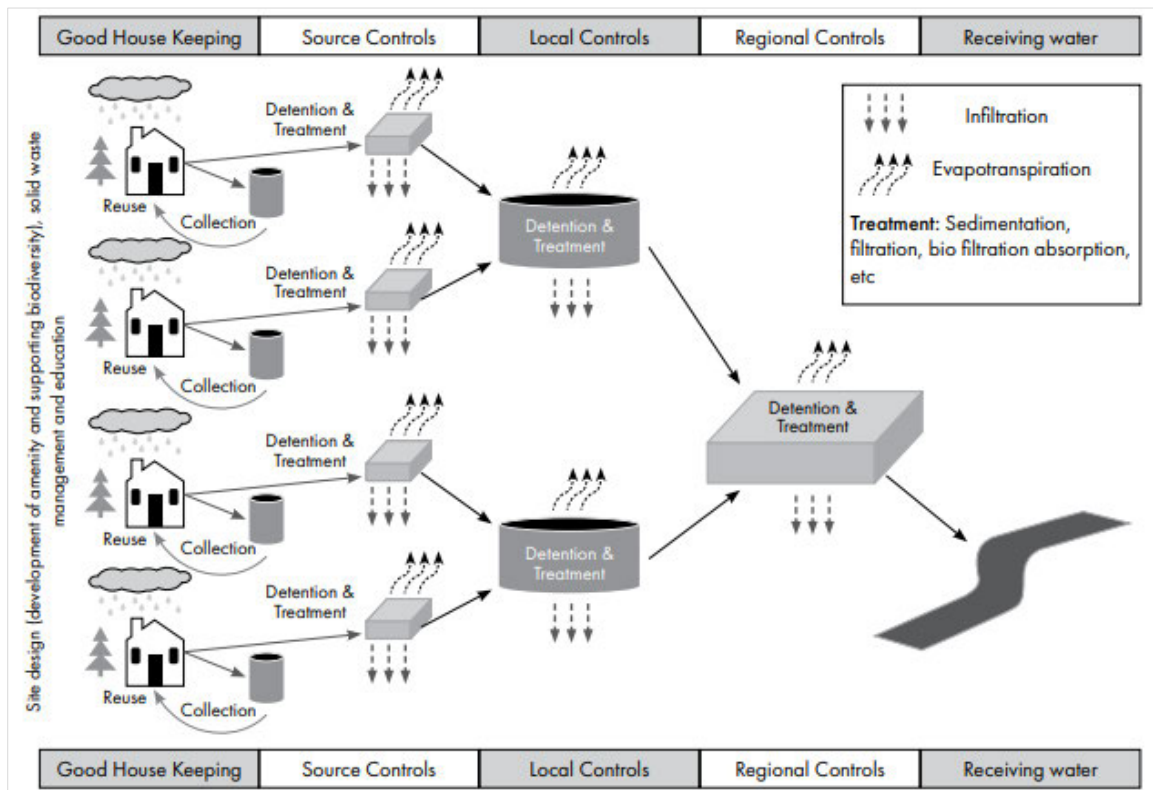 Good House Keeping
Source Controls
Local Controls
Regional Controls
Receiving water
Site design (development of amenity and supporting biodiversity), solid waste
management and education
Reuse
Collection
Detention &
Treatment
Reuse
Collection
Detention &
Treatment
Reuse
Collection
Detention &
Treatment
Reuse
Collection
Detention &
Treatment
Detention &
Treatment
Detention &
Treatment
Detention &
Treatment
Infiltration
Evapotranspiration
Treatment: Sedimentation,
filtration, bio filtration absorption,
etc
Good House Keeping
Source Controls
Local Controls
Regional Controls
Receiving water